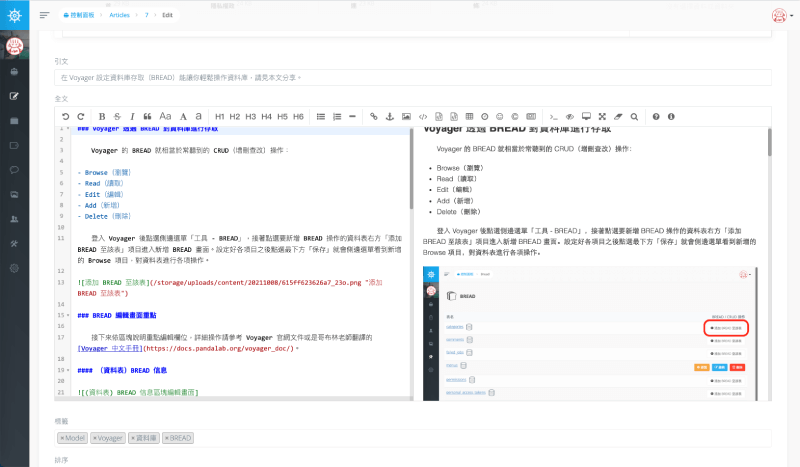 控制面板 › Articles › 7 › Edit
引文
在 Voyager 設定資料庫存取（BREAD）能讓你輕鬆操作資料庫，請見本文分享。
全文
B S I Aa A a H1 H2 H3 H4 H5 H6
1 ### Voyager 透過 BREAD 對資料庫進行存取
2
3 Voyager 的 BREAD 就相當於常聽到的 CRUD（增刪查改）操作：
4
5 - Browse（瀏覽）
6 - Read（讀取）
7 - Edit（編輯）
8 - Add（新增）
9 - Delete（刪除）
10
11 登入 Voyager 後點選側邊選單「工具 - BREAD」，接著點選要新增 BREAD 操作的資料表右方「添加
BREAD 至該表」項目進入新增 BREAD 畫面。設定好各項目之後點選最下方「保存」就會側邊選單看到新增
的 Browse 項目，對資料表進行各項操作。
12
13 ![添加 BREAD 至該表](/storage/uploads/content/20211008/615ff623626a7_23o.png "添加
BREAD 至該表")
14
15 ### BREAD 編輯畫面重點
16
17 接下來依區塊說明重點編輯欄位，詳細操作請參考 Voyager 官網文件或是哥布林老師翻譯的
[Voyager 中文手冊](https://docs.pandalab.org/voyager_doc/)。
18
19 #### （資料表）BREAD 信息
20
21 ![(資料表) BREAD 信息區塊編輯畫面]
Voyager 透過 BREAD 對資料庫進行存取
Voyager 的 BREAD 就相當於常聽到的 CRUD（增刪查改）操作：
• Browse（瀏覽）
• Read（讀取）
• Edit（編輯）
• Add（新增）
• Delete（刪除）
登入 Voyager 後點選側邊選單「工具 - BREAD」，接著點選要新增 BREAD 操作的資料表右方「添加
BREAD 至該表」項目進入新增 BREAD 畫面。設定好各項目之後點選最下方「保存」就會側邊選單看到新增的
Browse 項目，對資料表進行各項操作。
BREAD
標籤
×Model ×Voyager ×資料庫 ×BREAD
排序